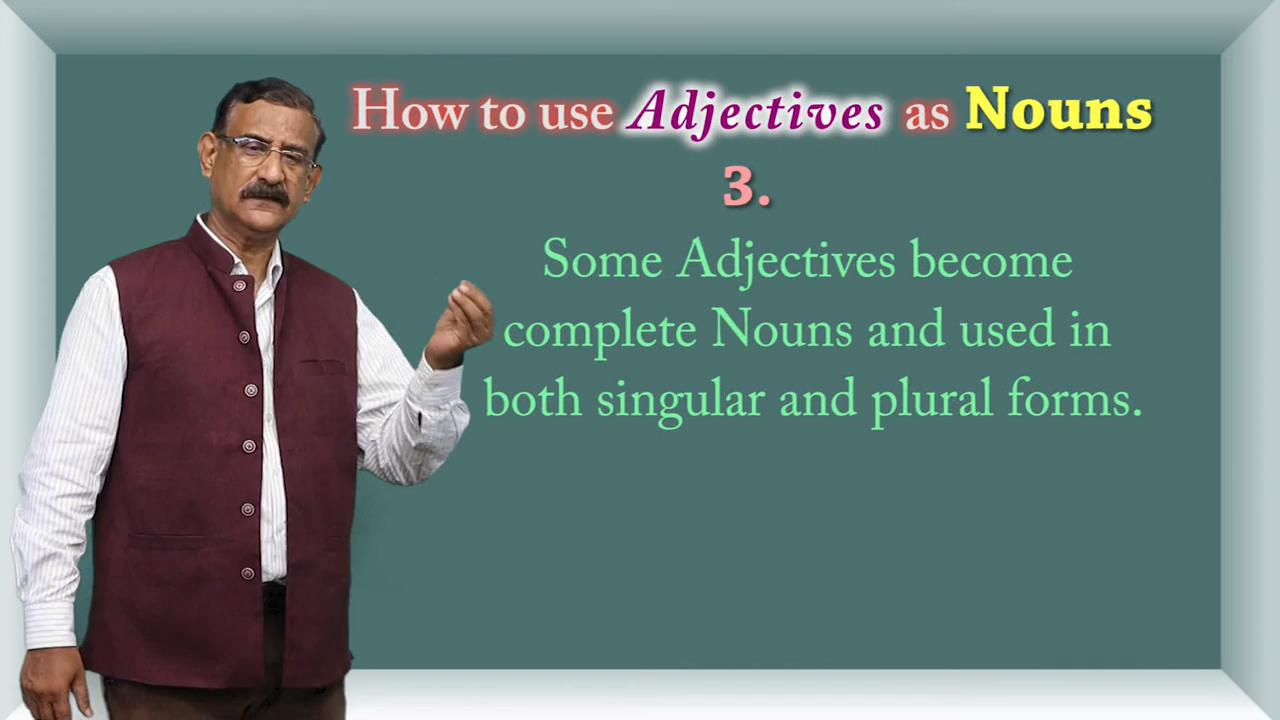 How to use Adjectives as Nouns
3.
Some Adjectives become
complete Nouns and used in
both singular and plural forms.